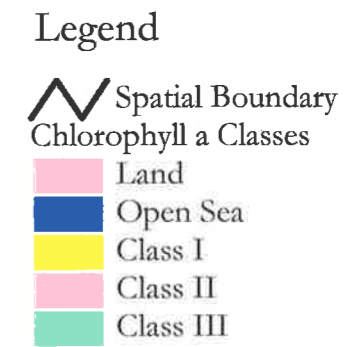 Legend
Spatial Boundary
Chlorophyll a Classes
Land
Open Sea
Class I
Class II
Class III